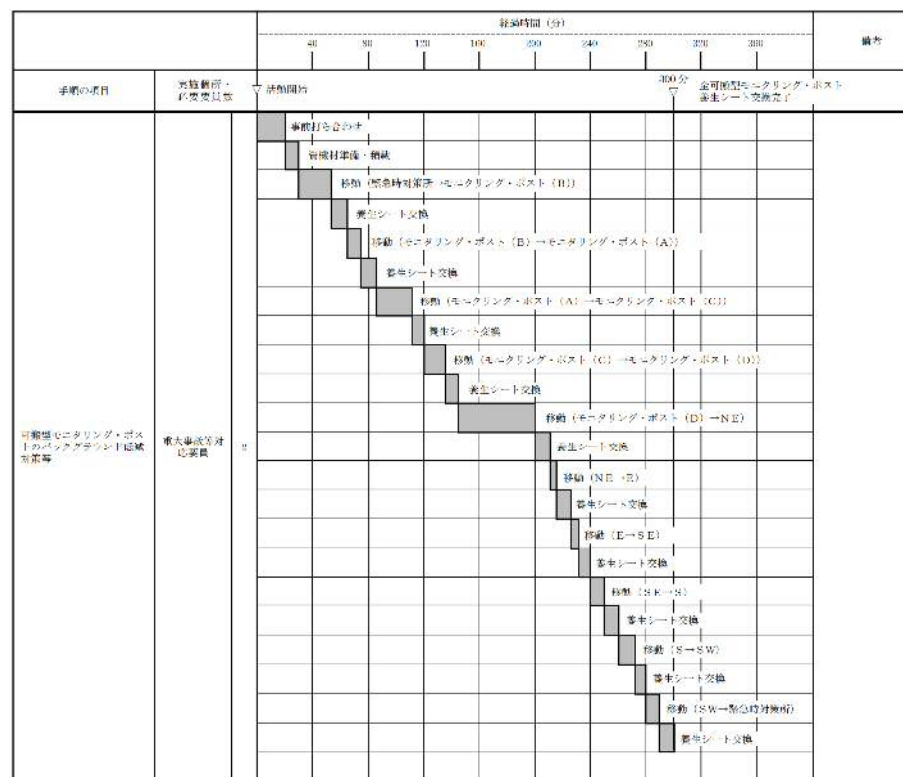 経過時間（分）
40 80 120 160 200 240 280 320 360
備考
手順の項目
実施個所・
必要要員数
活動開始
300分
全可搬型モニタリング・ポスト
養生シート交換完了
事前打ち合わせ
資機材準備・積載
移動（緊急時対策所→モニタリング・ポスト（B））
養生シート交換
移動（モニタリング・ポスト（B）→モニタリング・ポスト（A））
養生シート交換
移動（モニタリング・ポスト（A）→モニタリング・ポスト（C））
養生シート交換
移動（モニタリング・ポスト（C）→モニタリング・ポスト（D））
養生シート交換
移動（モニタリング・ポスト（D）→NE）
可搬型モニタリング・ポス
トのバックグラウンド低減
対策等
重大事故等対
応要員
2
養生シート交換
移動（NE→E）
養生シート交換
移動（E→SE）
養生シート交換
移動（SE→S）
養生シート交換
移動（S→SW）
養生シート交換
移動（SW→緊急時対策所）
養生シート交換